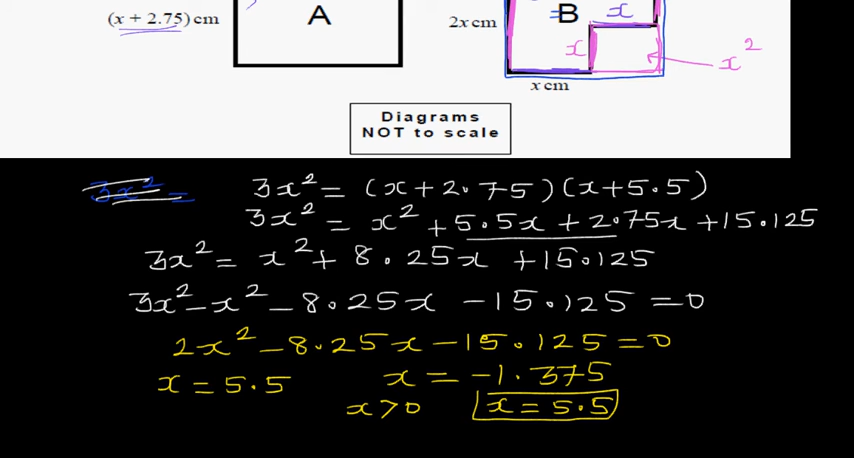 (x + 2.75) cm
A
2x cm
= B
x
x
x²
x cm
Diagrams
NOT to scale
3x² =
3x² = (x + 2.75)(x + 5.5)
3x² = x² + 5.5x + 2.75x + 15.125
3x² = x² + 8.25x + 15.125
3x² - x² - 8.25x - 15.125 = 0
2x² - 8.25x - 15.125 = 0
x = 5.5 x = -1.375
x > 0 x = 5.5